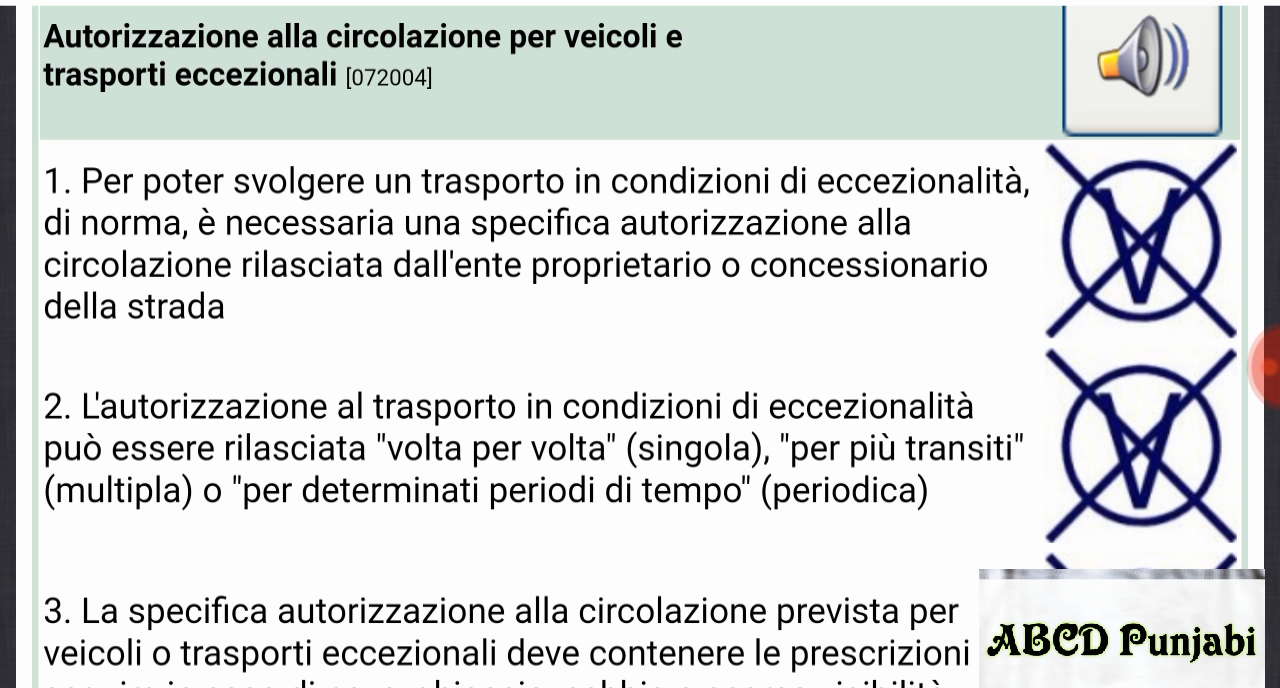 Autorizzazione alla circolazione per veicoli e
trasporti eccezionali [072004]
1. Per poter svolgere un trasporto in condizioni di eccezionalità,
di norma, è necessaria una specifica autorizzazione alla
circolazione rilasciata dall'ente proprietario o concessionario
della strada
V
2. L'autorizzazione al trasporto in condizioni di eccezionalità
può essere rilasciata "volta per volta" (singola), "per più transiti"
(multipla) o "per determinati periodi di tempo" (periodica)
V
3. La specifica autorizzazione alla circolazione prevista per
veicoli o trasporti eccezionali deve contenere le prescrizioni
ABCD Punjabi